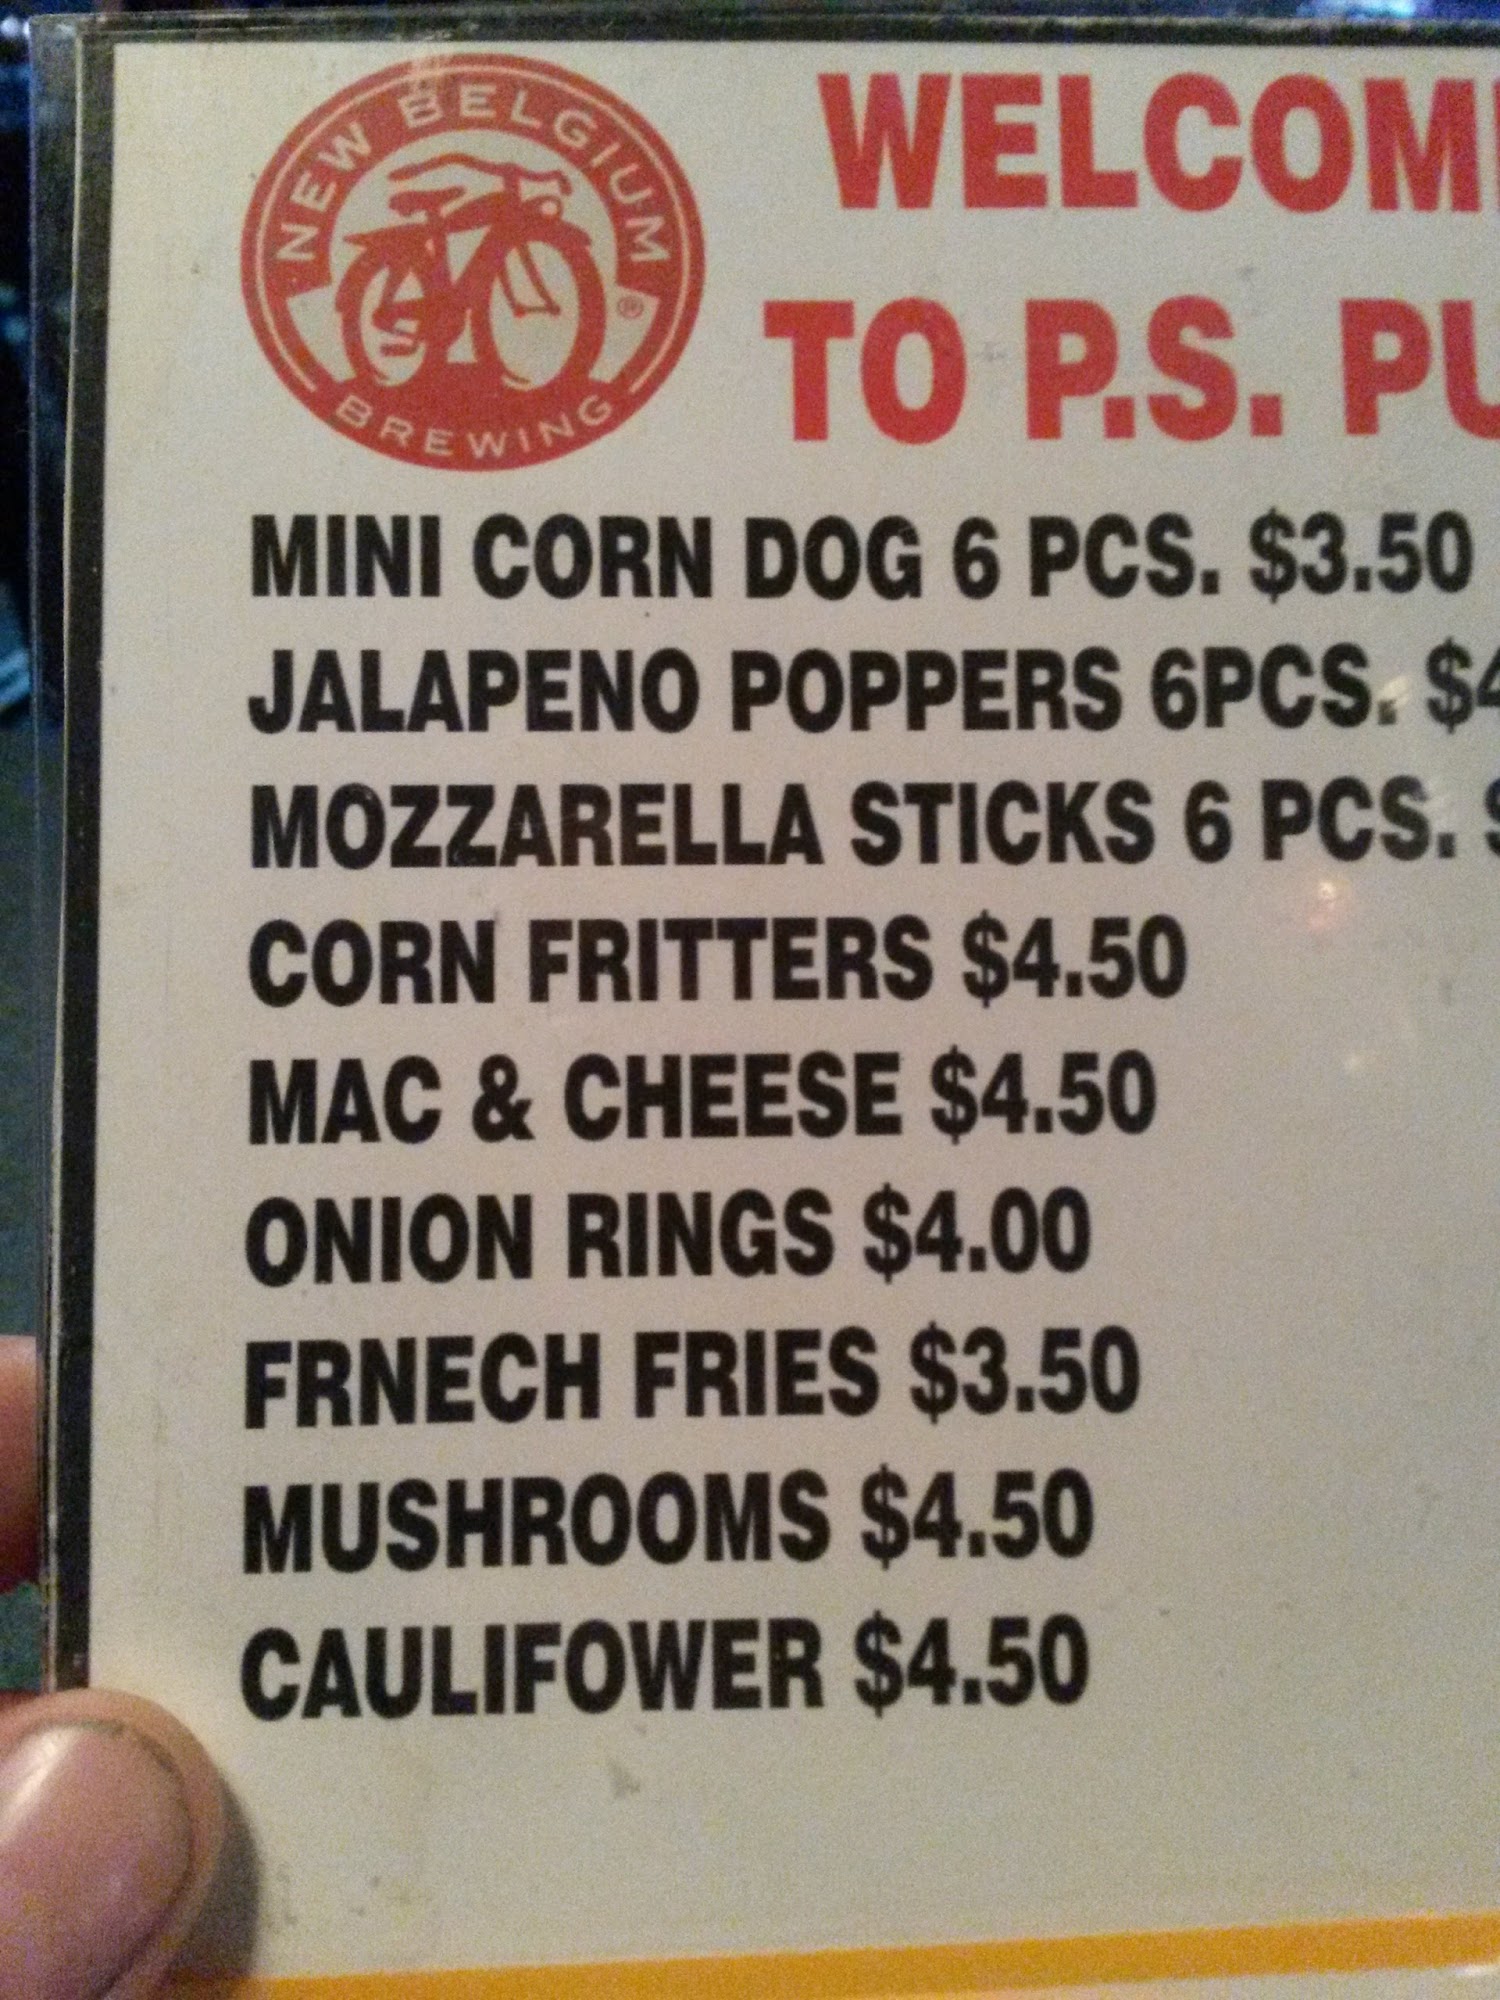 NEW BELGIUM
BREWING
®
WELCOM
TO P.S. PU
MINI CORN DOG 6 PCS. $3.50
JALAPENO POPPERS 6PCS. $4
MOZZARELLA STICKS 6 PCS. $
CORN FRITTERS $4.50
MAC & CHEESE $4.50
ONION RINGS $4.00
FRNECH FRIES $3.50
MUSHROOMS $4.50
CAULIFOWER $4.50